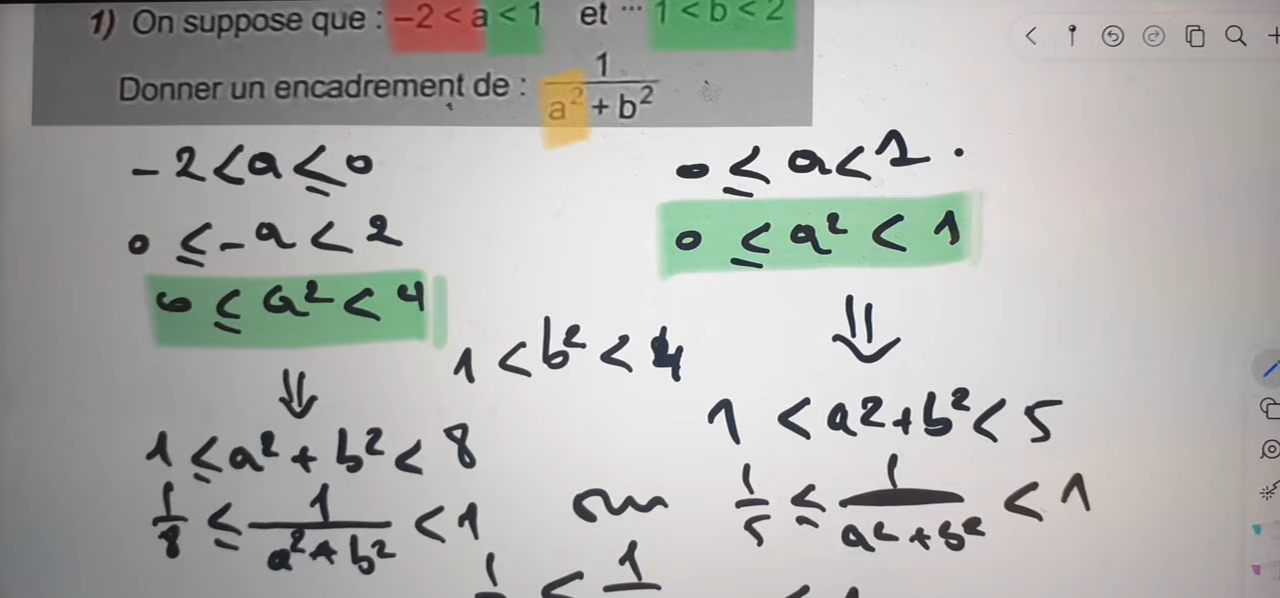 1) On suppose que : -2 < a < 1 et ... 1 < b < 2
Donner un encadrement de : 1/(a² + b²)
-2 < a ≤ 0
0 ≤ a < 1 .
0 ≤ -a < 2
0 ≤ a² < 1
0 ≤ a² < 4
⇓
1 < b² < 4
⇓
1 < a2 + b² < 5
1 ≤ a² + b² < 8
1/8 ≤ 1/(a² + b²) < 1 ou 1/5 ≤ 1/(a² + b²) < 1